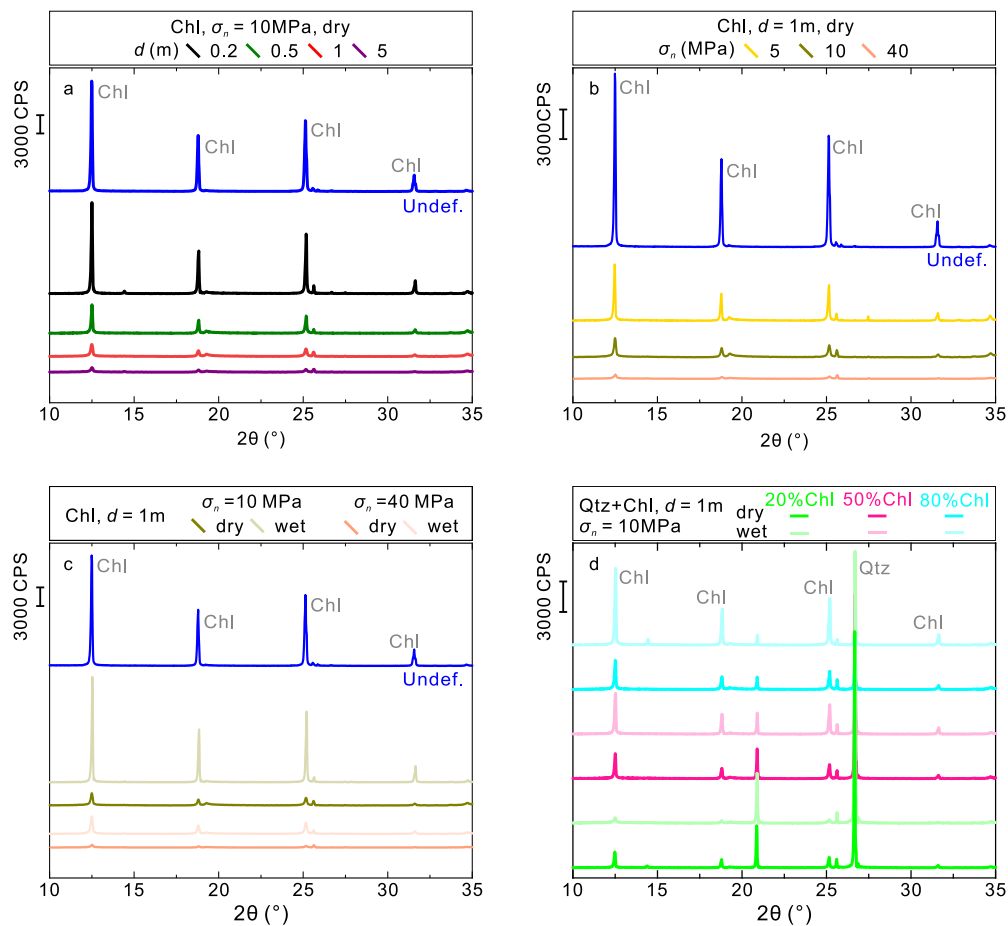 Chl, σn = 10MPa, dry
d (m) 0.2 0.5 1 5
a
Chl
Chl
Chl
Chl
Undef.
3000 CPS
10 15 20 25 30 35
2θ (°)
Chl, d = 1m, dry
σn (MPa) 5 10 40
b
Chl
Chl
Chl
Chl
Undef.
3000CPS
10 15 20 25 30 35
2θ (°)
Chl, d = 1m
σn =10 MPa σn =40 MPa
dry wet dry wet
c
Chl
Chl
Chl
Chl
Undef.
3000 CPS
10 15 20 25 30 35
2θ (°)
Qtz+Chl, d = 1m
σn = 10MPa
20%Chl 50%Chl 80%Chl
dry
wet
d
Chl
Chl
Chl
Qtz
Chl
3000 CPS
10 15 20 25 30 35
2θ (°)